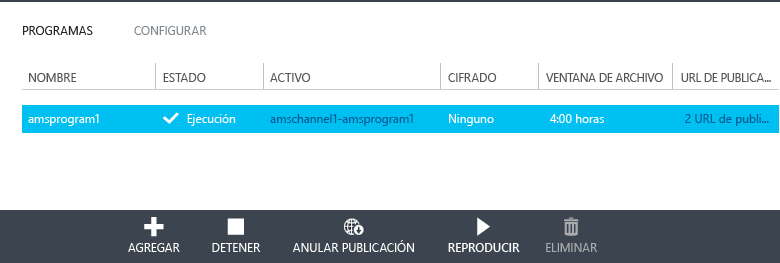 PROGRAMAS CONFIGURAR
NOMBRE ESTADO ACTIVO CIFRADO VENTANA DE ARCHIVO URL DE PUBLICA...
amsprogram1 Ejecución amschannel1-amsprogram1 Ninguno 4:00 horas 2 URL de publi...
AGREGAR DETENER ANULAR PUBLICACIÓN REPRODUCIR ELIMINAR